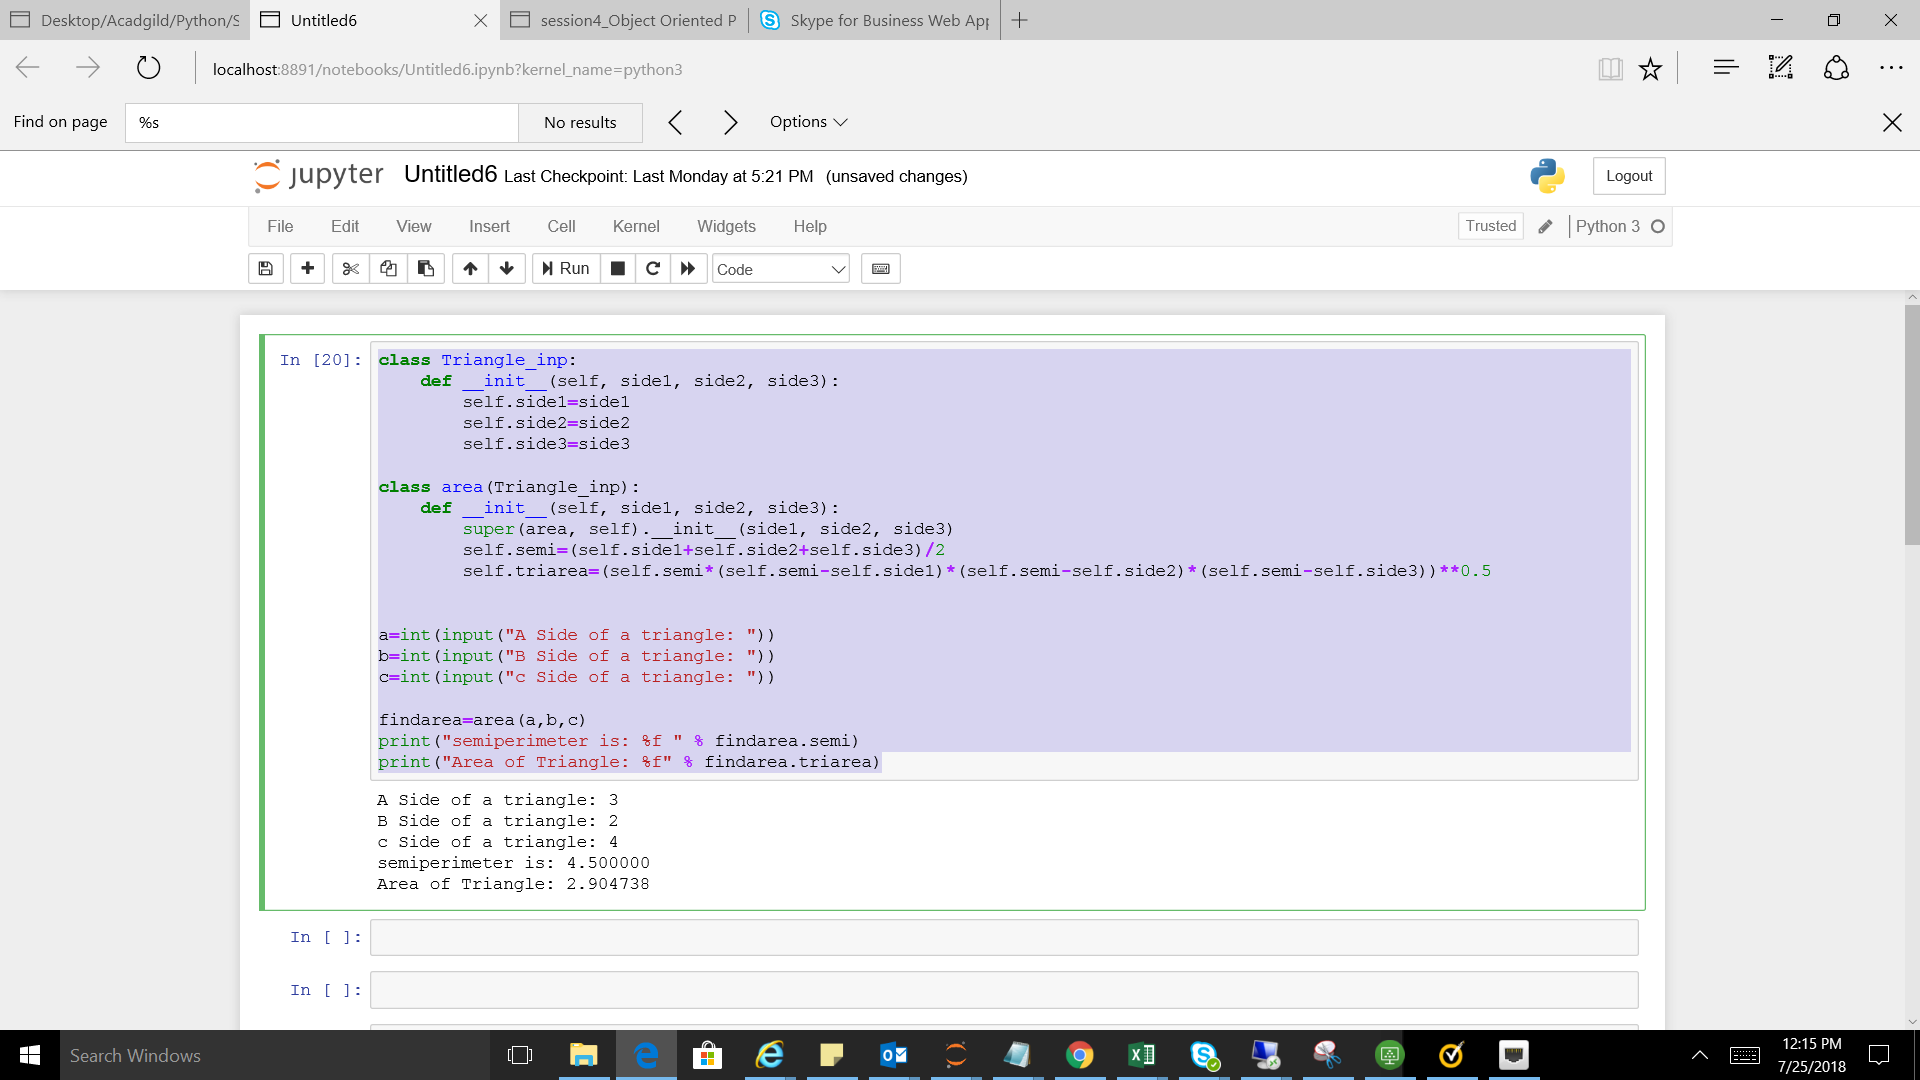 Desktop/Acadgild/Python/S
Untitled6
session4_Object Oriented P
Skype for Business Web App
localhost:8891/notebooks/Untitled6.ipynb?kernel_name=python3
Find on page
%s
No results
Options
jupyter
Untitled6 Last Checkpoint: Last Monday at 5:21 PM (unsaved changes)
Logout
File Edit View Insert Cell Kernel Widgets Help
Trusted
Python 3
Run
Code
In [20]:
class Triangle_inp:
    def __init__(self, side1, side2, side3):
        self.side1=side1
        self.side2=side2
        self.side3=side3
class area(Triangle_inp):
    def __init__(self, side1, side2, side3):
        super(area, self).__init__(side1, side2, side3)
        self.semi=(self.side1+self.side2+self.side3)/2
        self.triarea=(self.semi*(self.semi-self.side1)*(self.semi-self.side2)*(self.semi-self.side3))**0.5
a=int(input("A Side of a triangle: "))
b=int(input("B Side of a triangle: "))
c=int(input("c Side of a triangle: "))
findarea=area(a,b,c)
print("semiperimeter is: %f " % findarea.semi)
print("Area of Triangle: %f" % findarea.triarea)
A Side of a triangle: 3
B Side of a triangle: 2
c Side of a triangle: 4
semiperimeter is: 4.500000
Area of Triangle: 2.904738
In [ ]:
In [ ]:
Search Windows
12:15 PM
7/25/2018